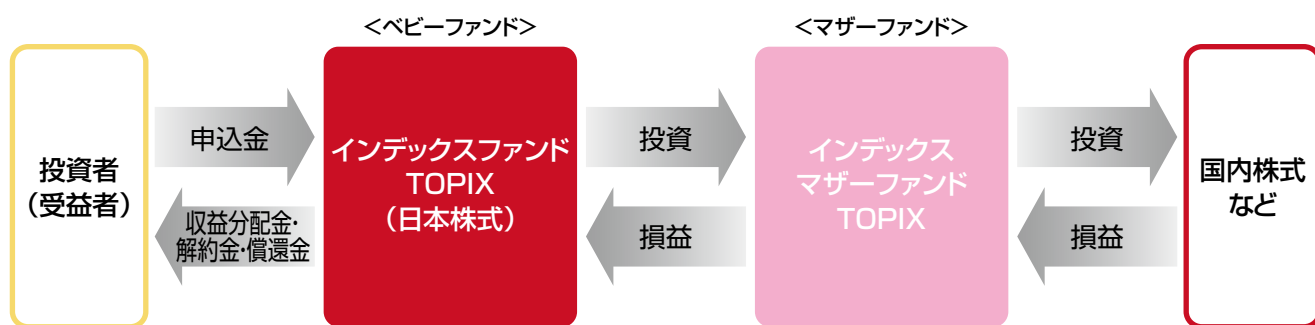 <ベビーファンド>
<マザーファンド>
投資者
(受益者)
申込金
収益分配金・
解約金・償還金
インデックスファンド
TOPIX
(日本株式)
投資
損益
インデックス
マザーファンド
TOPIX
投資
損益
国内株式
など